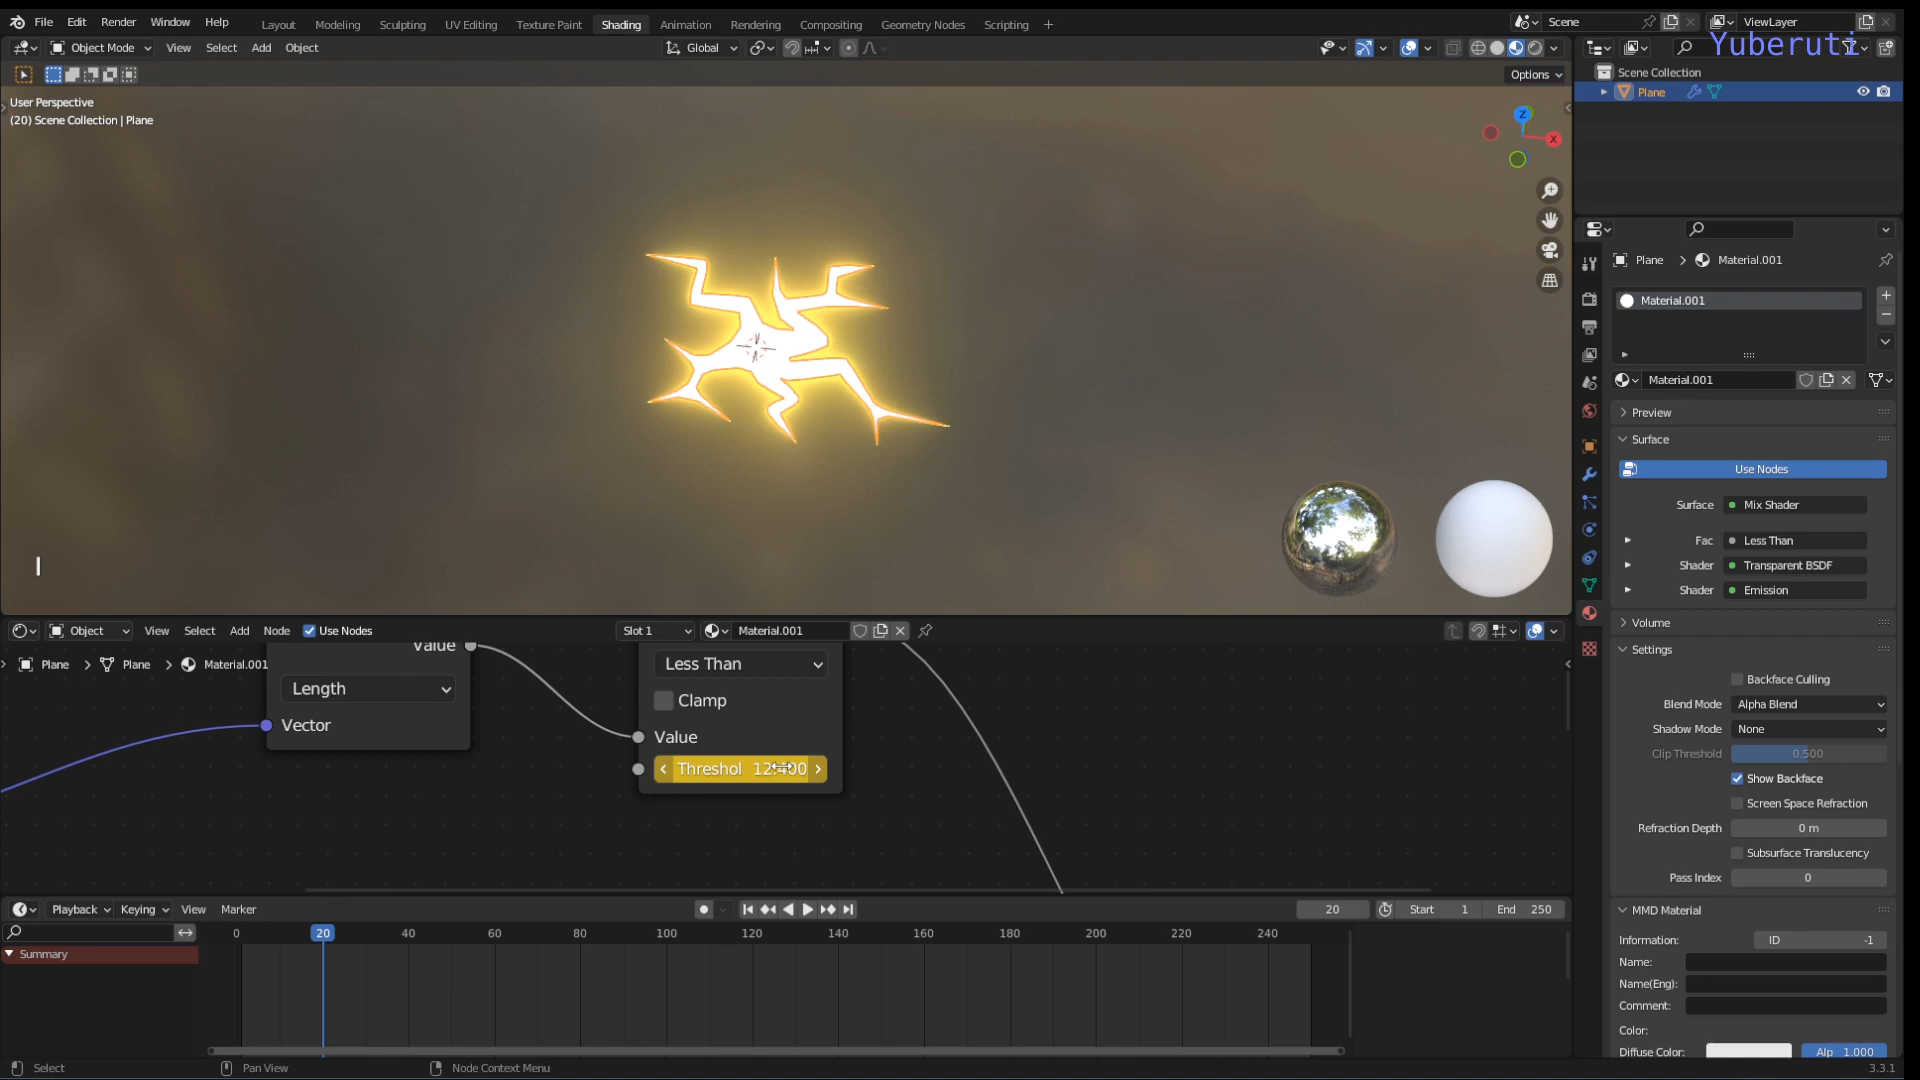 File Edit Render Window Help
Layout Modeling Sculpting UV Editing Texture Paint Shading Animation Rendering Compositing Geometry Nodes Scripting +
Scene
ViewLayer
Yuberuti
Object Mode View Select Add Object
Global
Options
User Perspective
(20) Scene Collection | Plane
Z
X
Scene Collection
Plane
Plane > Material.001
Material.001
Material.001
Preview
Surface
Use Nodes
Surface Mix Shader
Fac Less Than
Shader Transparent BSDF
Shader Emission
Volume
Settings
Backface Culling
Blend Mode Alpha Blend
Shadow Mode None
Clip Threshold 0.500
Show Backface
Screen Space Refraction
Refraction Depth 0 m
Subsurface Translucency
Pass Index 0
MMD Material
Information: ID -1
Name:
Name(Eng):
Comment:
Color:
Diffuse Color: Alp 1.000
I
Object View Select Add Node Use Nodes
Slot 1 Material.001
Plane > Plane > Material.001
Value
Length
Vector
Less Than
Clamp
Value
Threshol 12.400
Playback Keying View Marker
20 Start 1 End 250
0 20 40 60 80 100 120 140 160 180 200 220 240
Summary
Select Pan View Node Context Menu
3.3.1